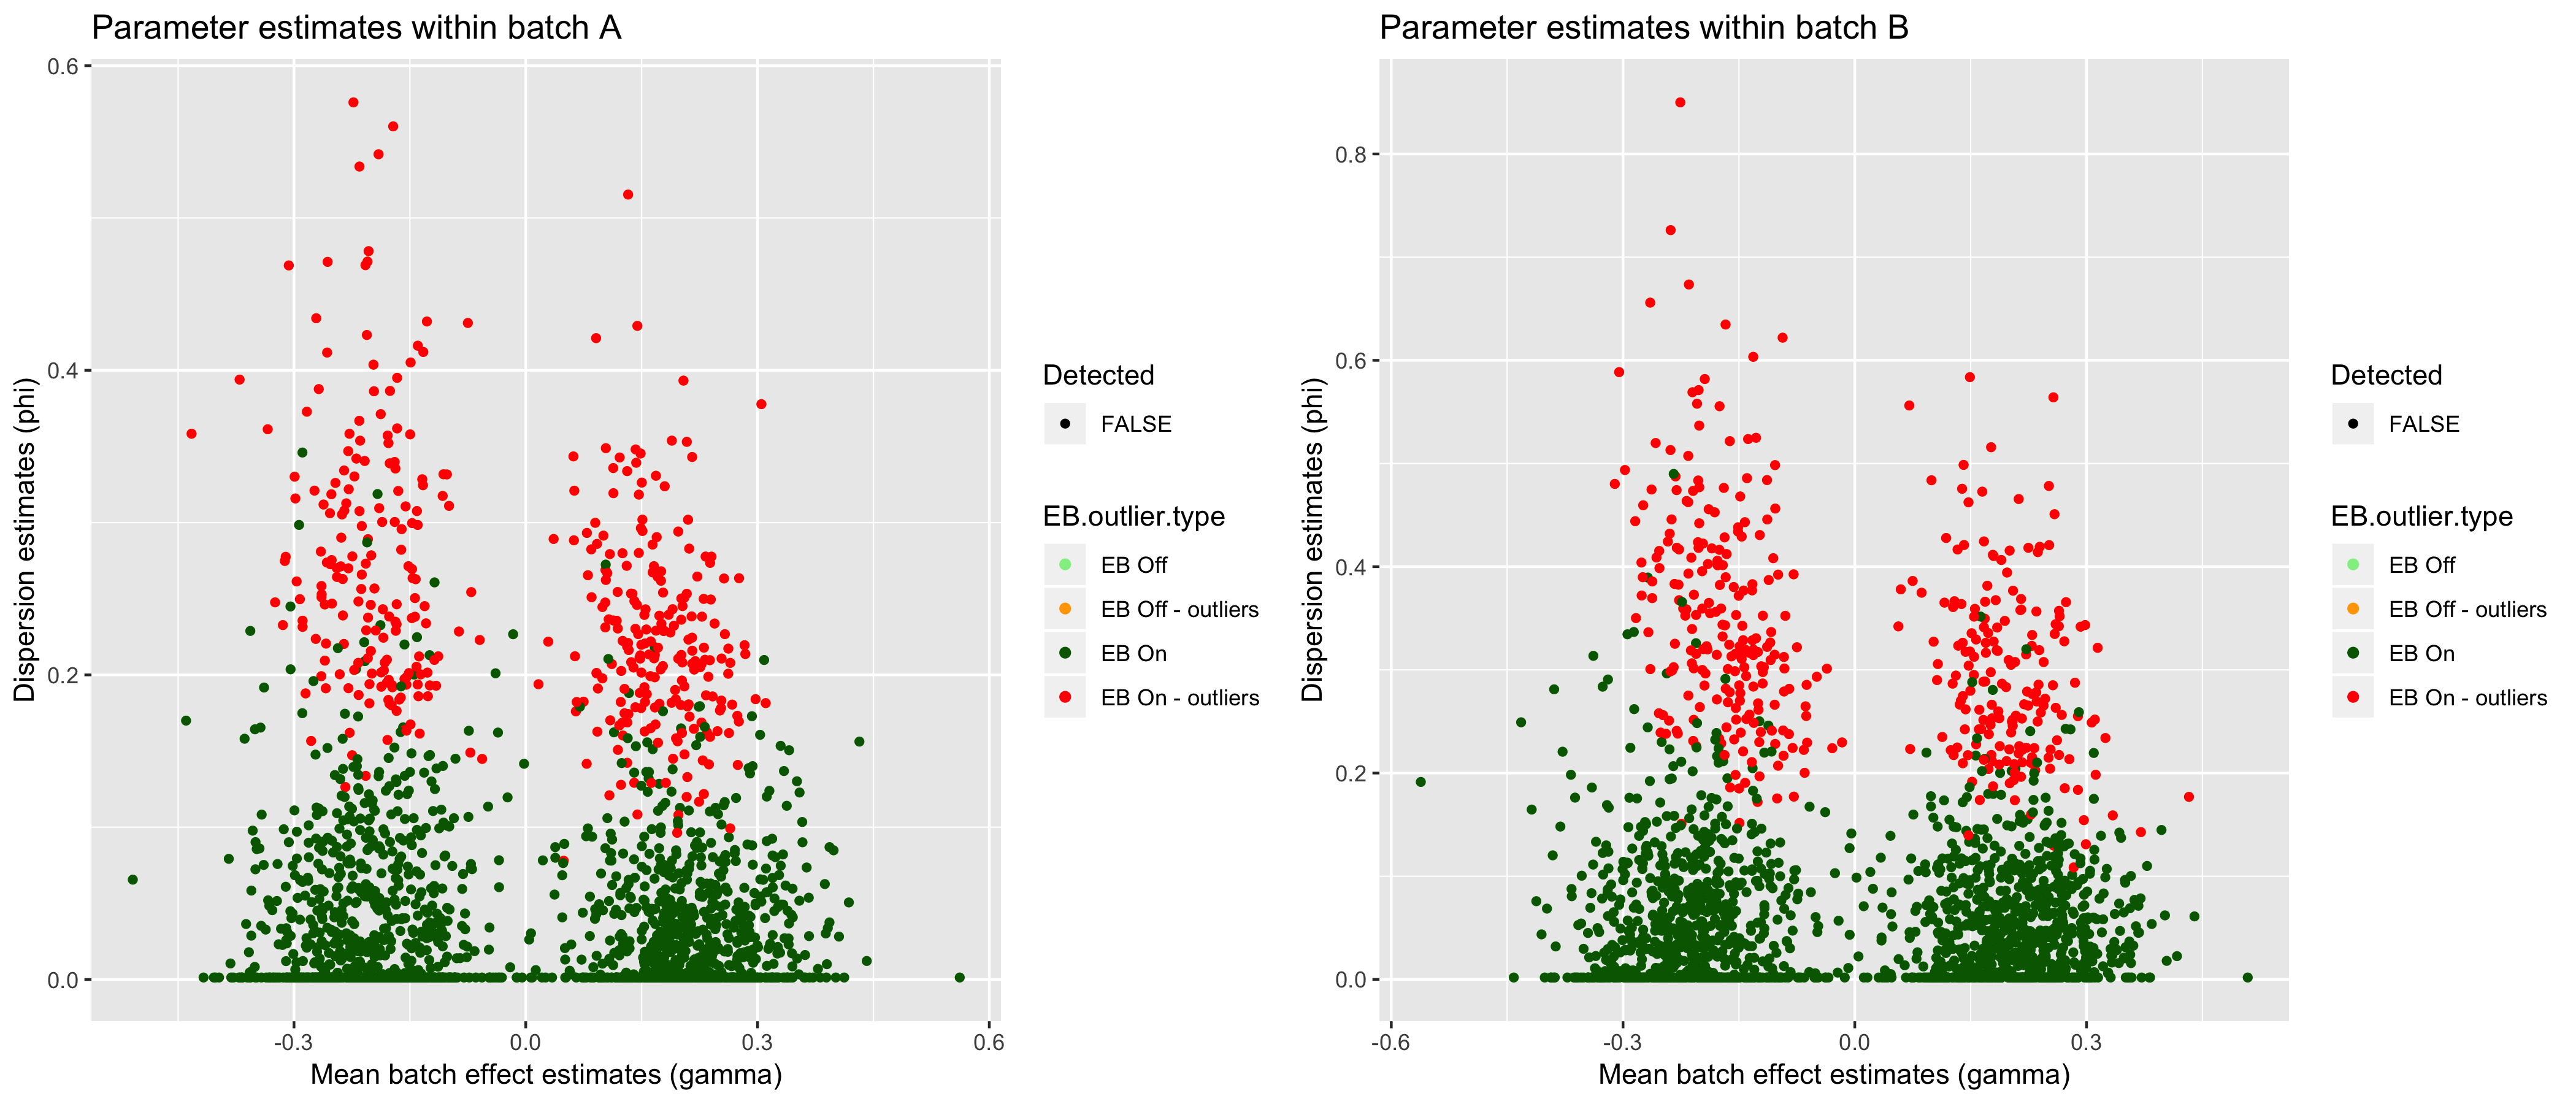 Parameter estimates within batch A
Dispersion estimates (phi)
0.6
0.4
0.2
0.0
-0.3
0.0
0.3
0.6
Mean batch effect estimates (gamma)
Detected
FALSE
EB.outlier.type
EB Off
EB Off - outliers
EB On
EB On - outliers
Parameter estimates within batch B
Dispersion estimates (phi)
0.8
0.6
0.4
0.2
0.0
-0.6
-0.3
0.0
0.3
Mean batch effect estimates (gamma)
Detected
FALSE
EB.outlier.type
EB Off
EB Off - outliers
EB On
EB On - outliers